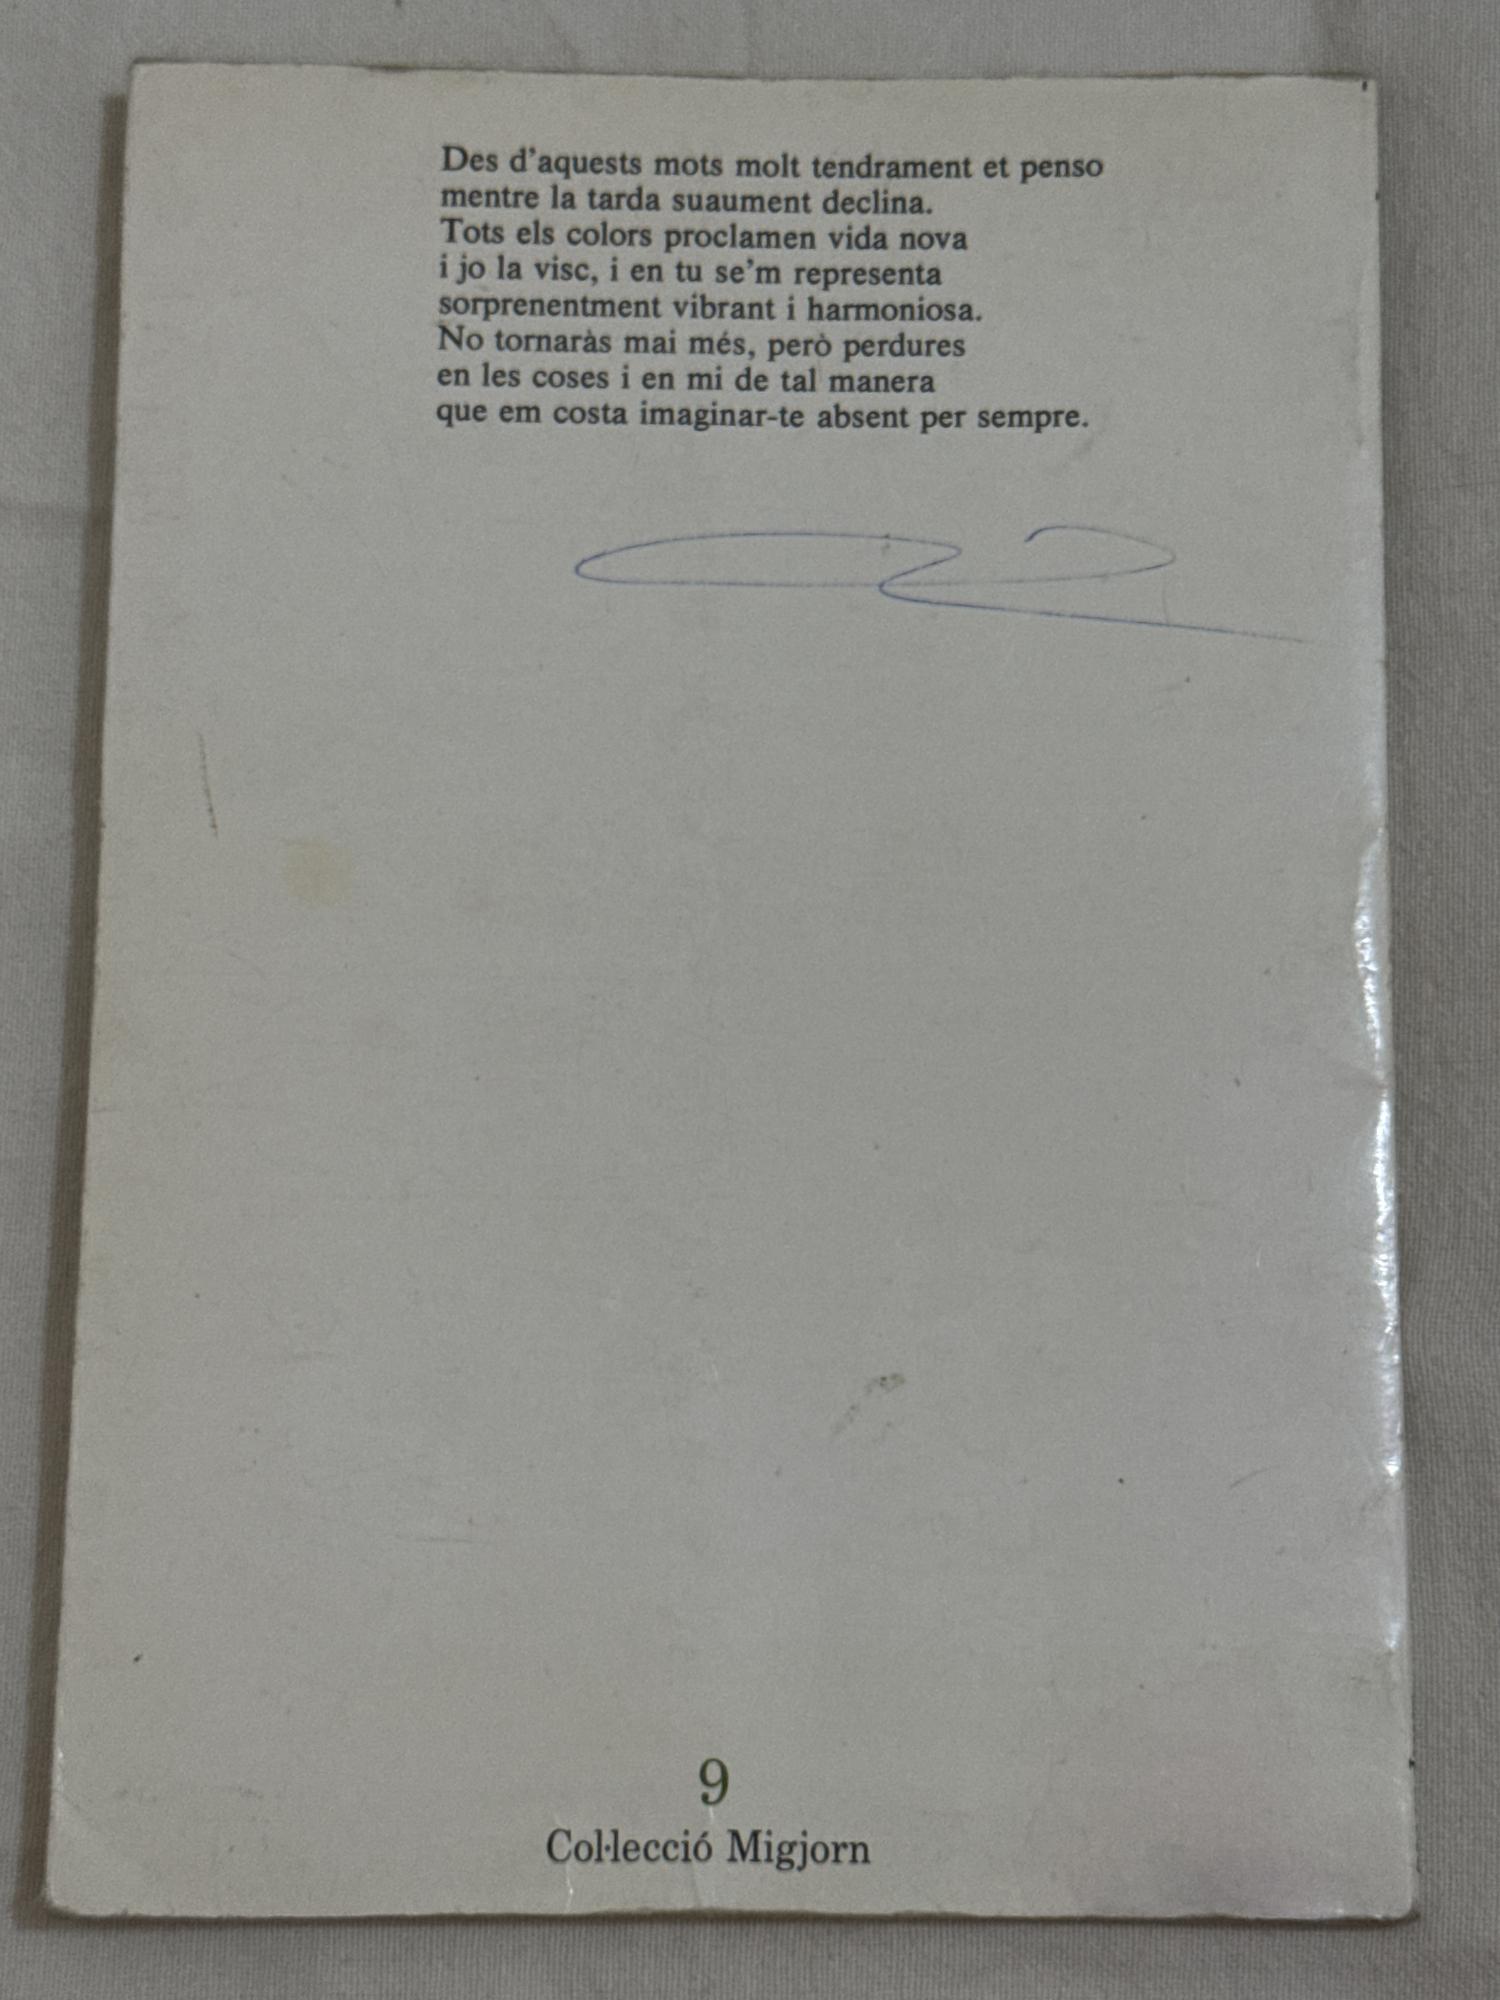 Des d'aquests mots molt tendrament et penso
mentre la tarda suaument declina.
Tots els colors proclamen vida nova
i jo la visc, i en tu se'm representa
sorprenentment vibrant i harmoniosa.
No tornaràs mai més, però perdures
en les coses i en mi de tal manera
que em costa imaginar-te absent per sempre.
9
Col·lecció Migjorn